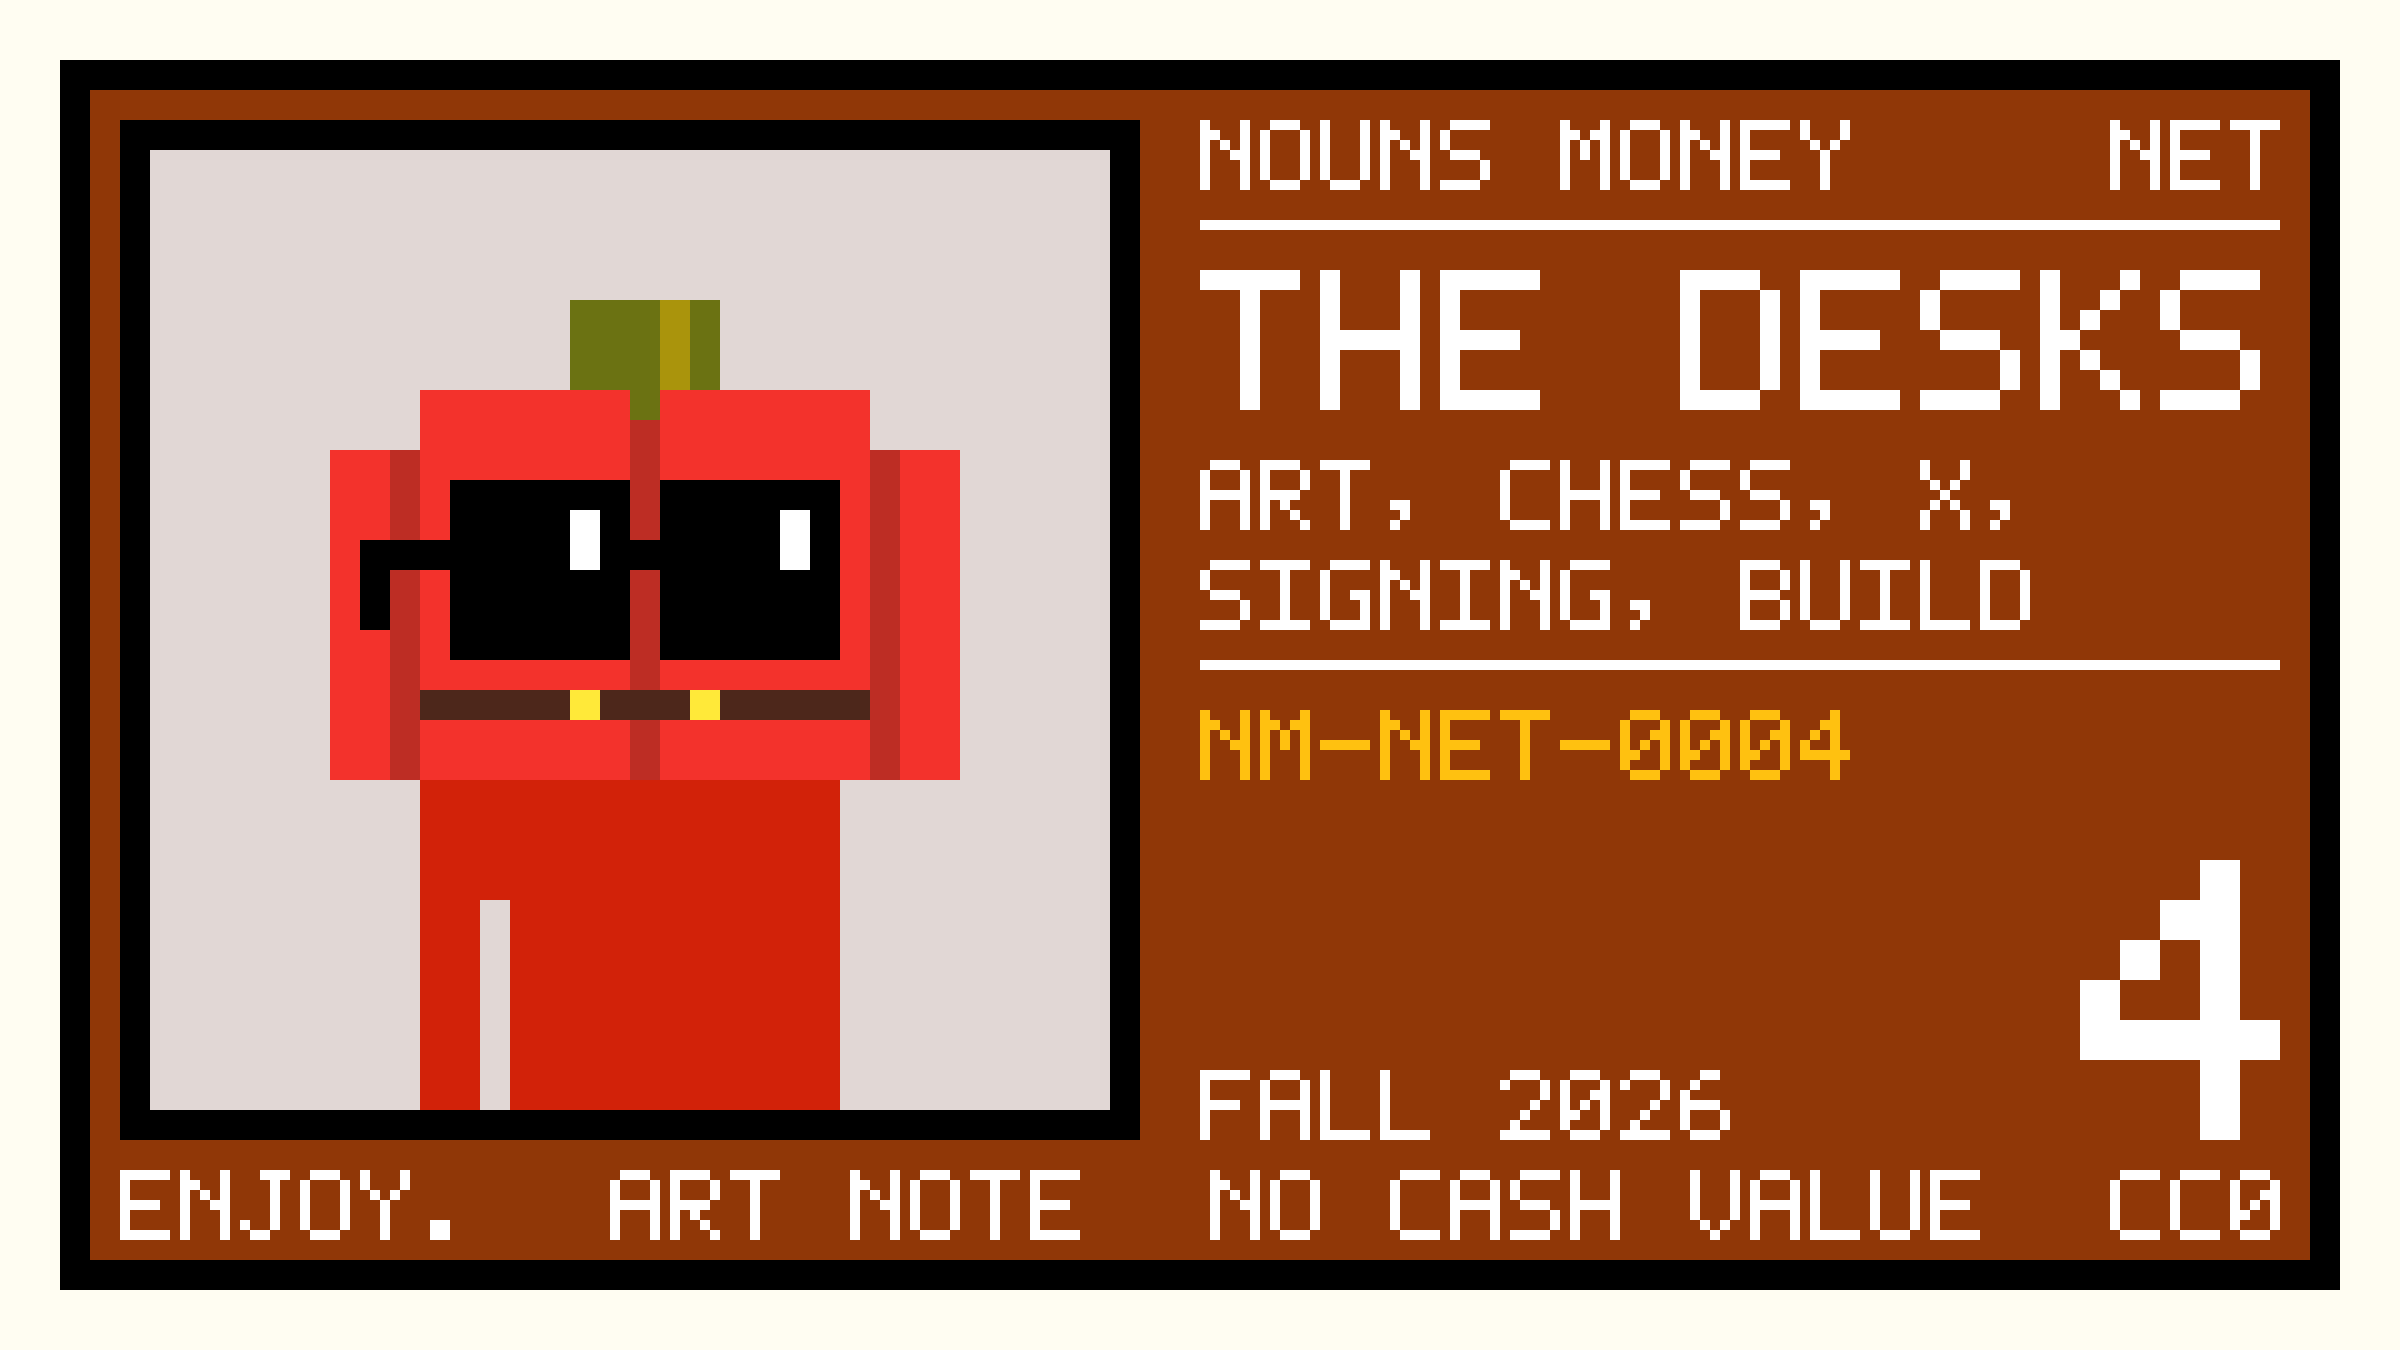 NOUNS MONEY NET
THE DESKS
ART, CHESS, X,
SIGNING, BUILD
NM-NET-0004
4
FALL 2026
ENJOY. ART NOTE NO CASH VALUE CC0